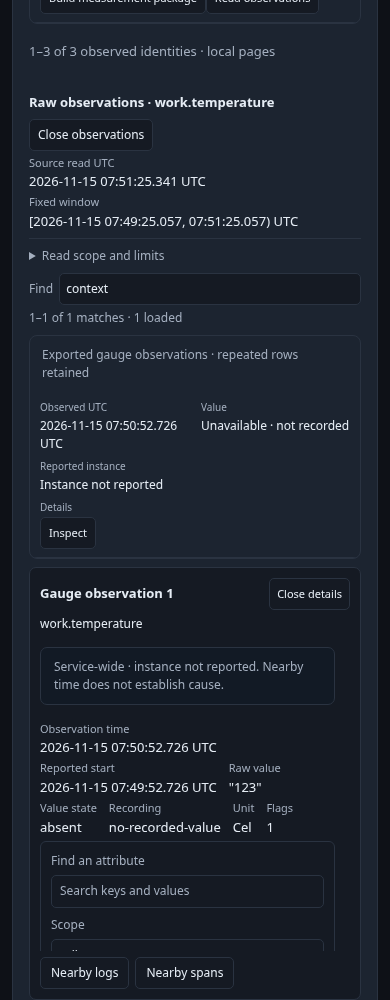 Build measurement package Read observations
1–3 of 3 observed identities · local pages
Raw observations · work.temperature
Close observations
Source read UTC
2026-11-15 07:51:25.341 UTC
Fixed window
[2026-11-15 07:49:25.057, 07:51:25.057) UTC
Read scope and limits
Find context
1–1 of 1 matches · 1 loaded
Exported gauge observations · repeated rows
retained
Observed UTC Value
2026-11-15 07:50:52.726 Unavailable · not recorded
UTC
Reported instance
Instance not reported
Details
Inspect
Gauge observation 1 Close details
work.temperature
Service-wide · instance not reported. Nearby
time does not establish cause.
Observation time
2026-11-15 07:50:52.726 UTC
Reported start Raw value
2026-11-15 07:49:52.726 UTC "123"
Value state Recording Unit Flags
absent no-recorded-value Cel 1
Find an attribute
Search keys and values
Scope
Nearby logs Nearby spans